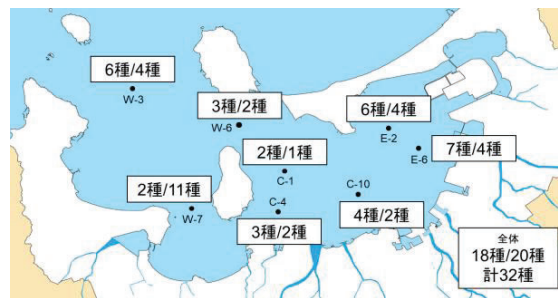 6種/4種
W-3
3種/2種
W-6
6種/4種
E-2
7種/4種
E-6
2種/1種
C-1
C-10
2種/11種
W-7
C-4
3種/2種
4種/2種
全体
18種/20種
計32種